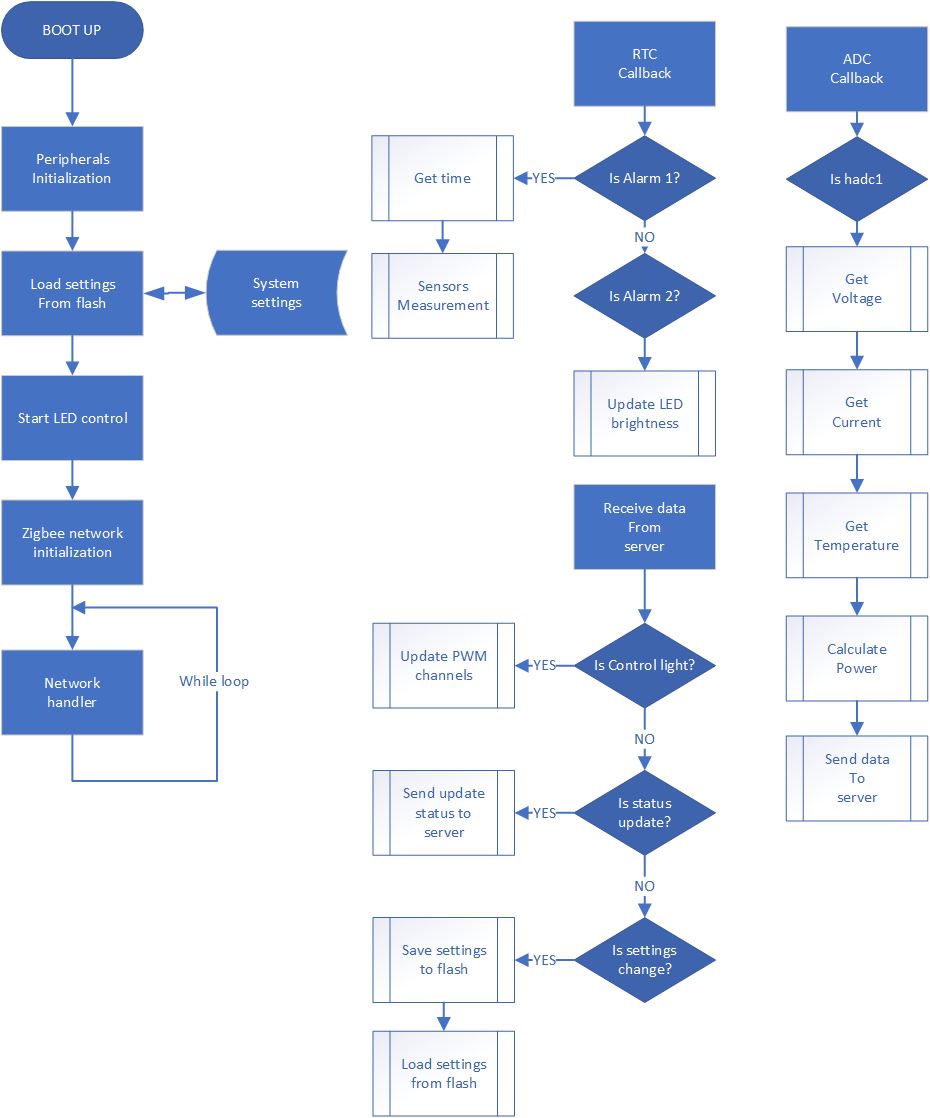 BOOT UP
Peripherals
Initialization
Load settings
From flash
System
settings
Start LED control
Zigbee network
initialization
Network
handler
While loop
RTC
Callback
Is Alarm 1?
YES
Get time
Sensors
Measurement
NO
Is Alarm 2?
Update LED
brightness
Receive data
From
server
Is Control light?
YES
Update PWM
channels
NO
Is status
update?
YES
Send update
status to
server
NO
Is settings
change?
YES
Save settings
to flash
Load settings
from flash
ADC
Callback
Is hadc1
Get
Voltage
Get
Current
Get
Temperature
Calculate
Power
Send data
To
server